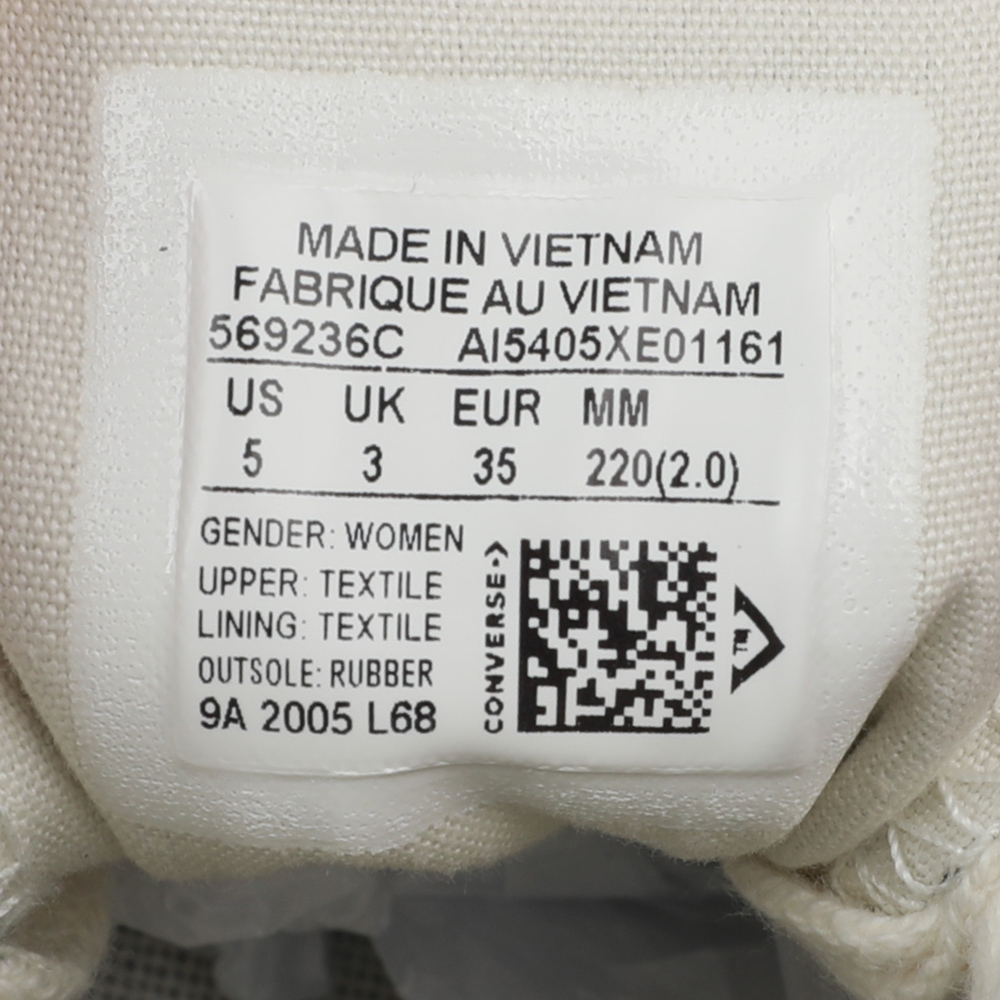 MADE IN VIETNAM
FABRIQUE AU VIETNAM
569236C AI5405XE01161
US UK EUR MM
5 3 35 220(2.0)
GENDER: WOMEN
UPPER: TEXTILE
LINING: TEXTILE
OUTSOLE: RUBBER
9A 2005 L68
CONVERSE
TM